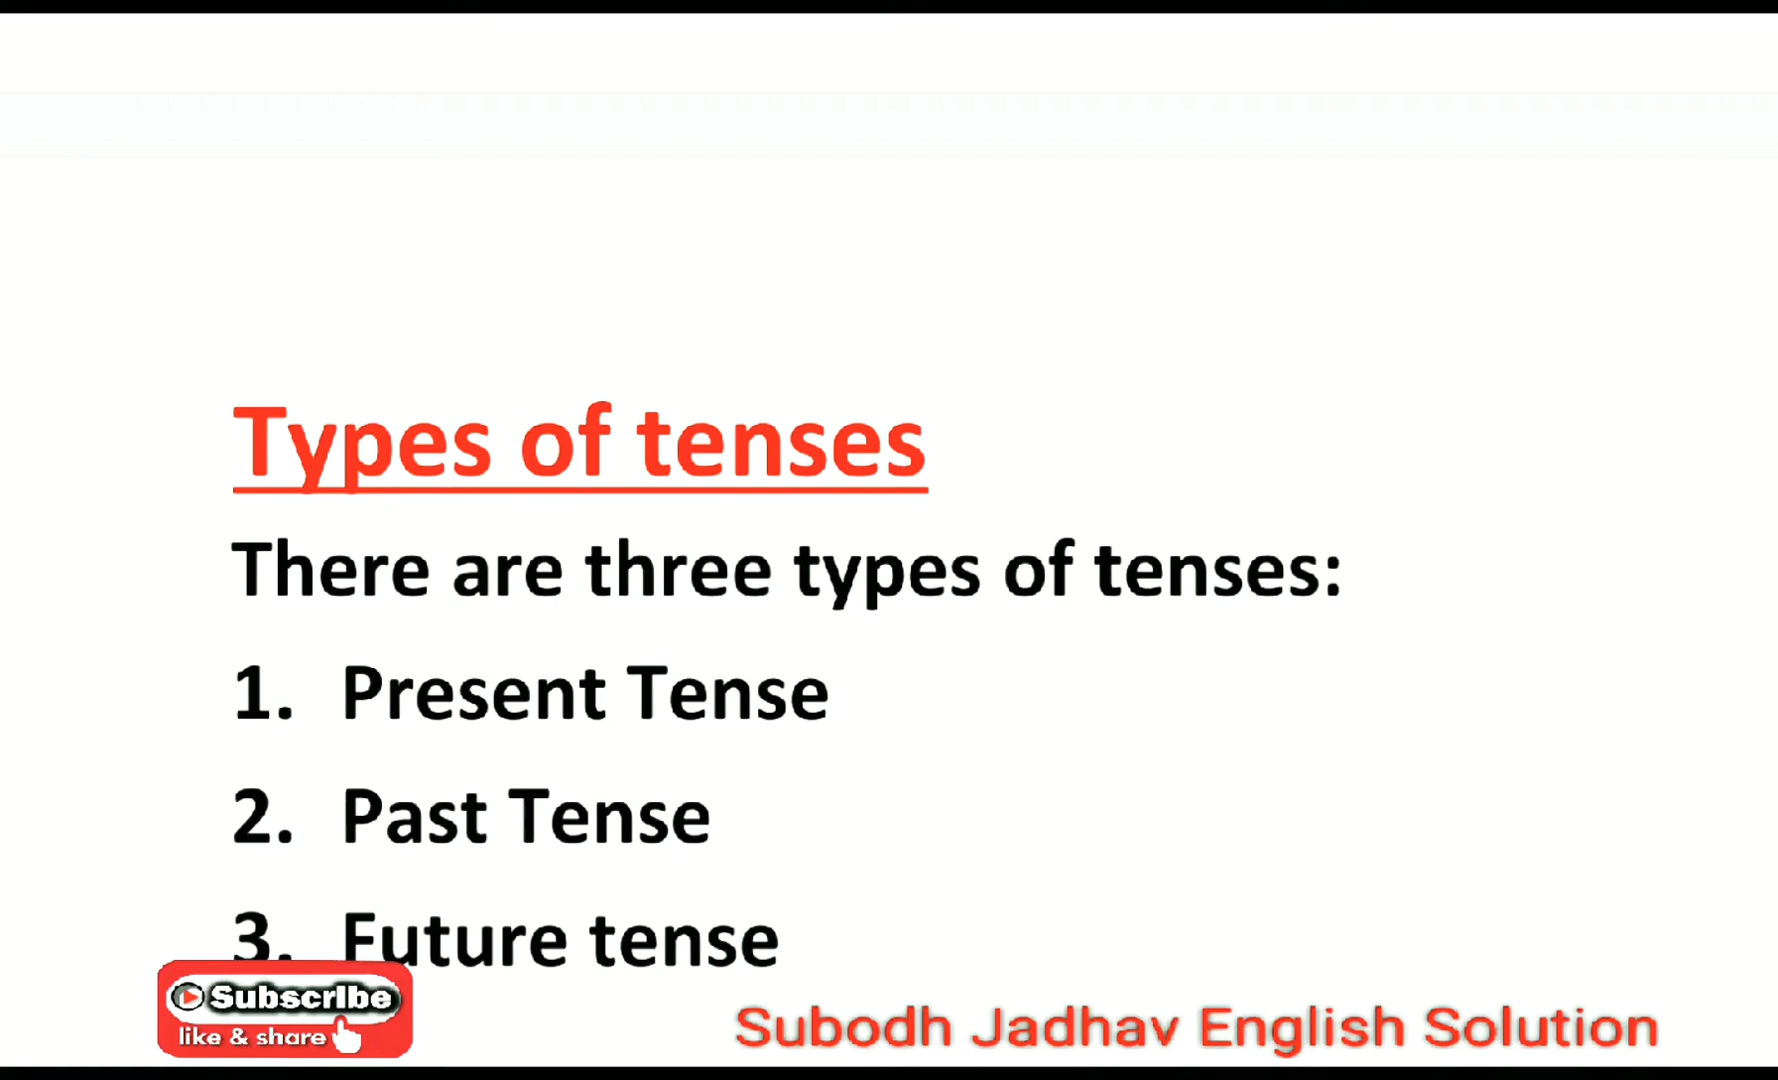 Types of tenses
There are three types of tenses:
1. Present Tense
2. Past Tense
3. Future tense
Subscribe
like & share
Subodh Jadhav English Solution